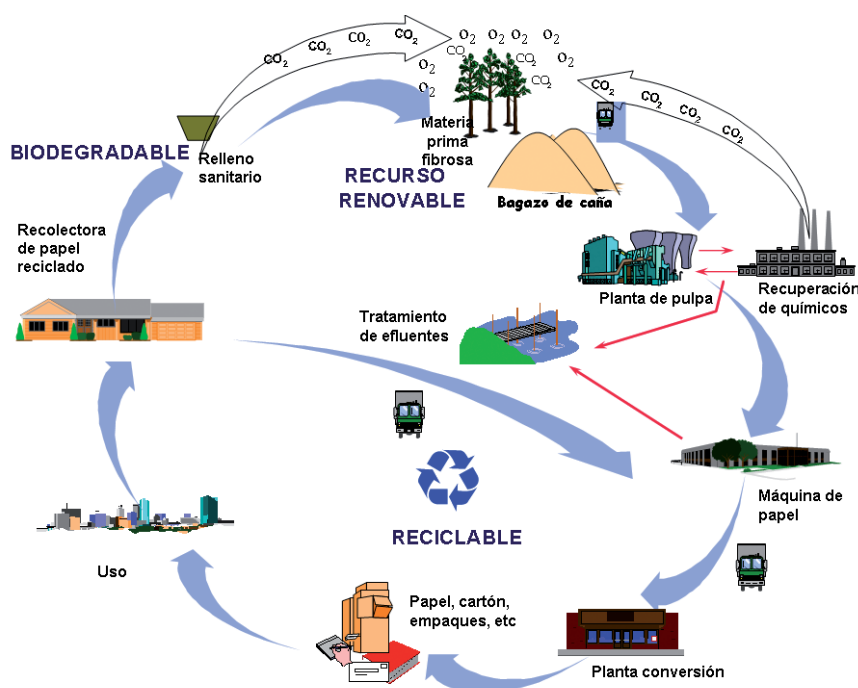 CO2 CO2 CO2 CO2
O2 O2 O2 O2
CO2
O2
O2
O2
CO2
O2
CO2
CO2
CO2
CO2
Materia
prima
fibrosa
BIODEGRADABLE
Relleno
sanitario
RECURSO
RENOVABLE
Bagazo de caña
Recolectora
de papel
reciclado
Planta de pulpa
Recuperación
de químicos
Tratamiento
de efluentes
Máquina de
papel
RECICLABLE
Uso
Papel, cartón,
empaques, etc
Planta conversión